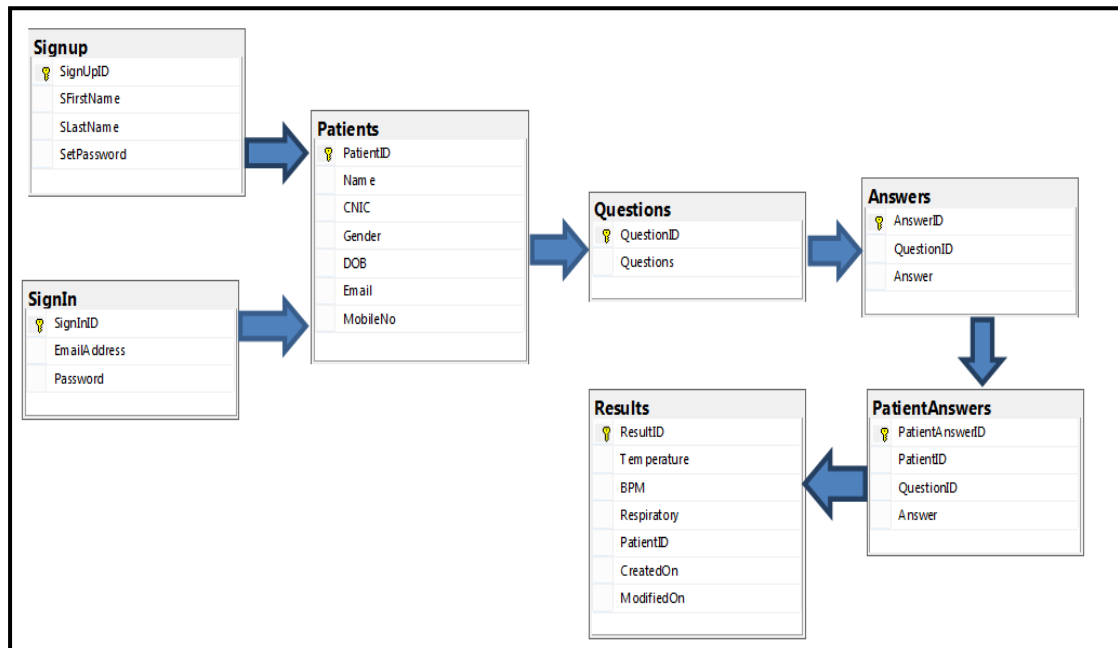 Signup
SignUpID
SFirstName
SLastName
SetPassword
Patients
PatientID
Name
CNIC
Gender
DOB
Email
MobileNo
SignIn
SignInID
EmailAddress
Password
Questions
QuestionID
Questions
Answers
AnswerID
QuestionID
Answer
Results
ResultID
Temperature
BPM
Respiratory
PatientID
CreatedOn
ModifiedOn
PatientAnswers
PatientAnswerID
PatientID
QuestionID
Answer